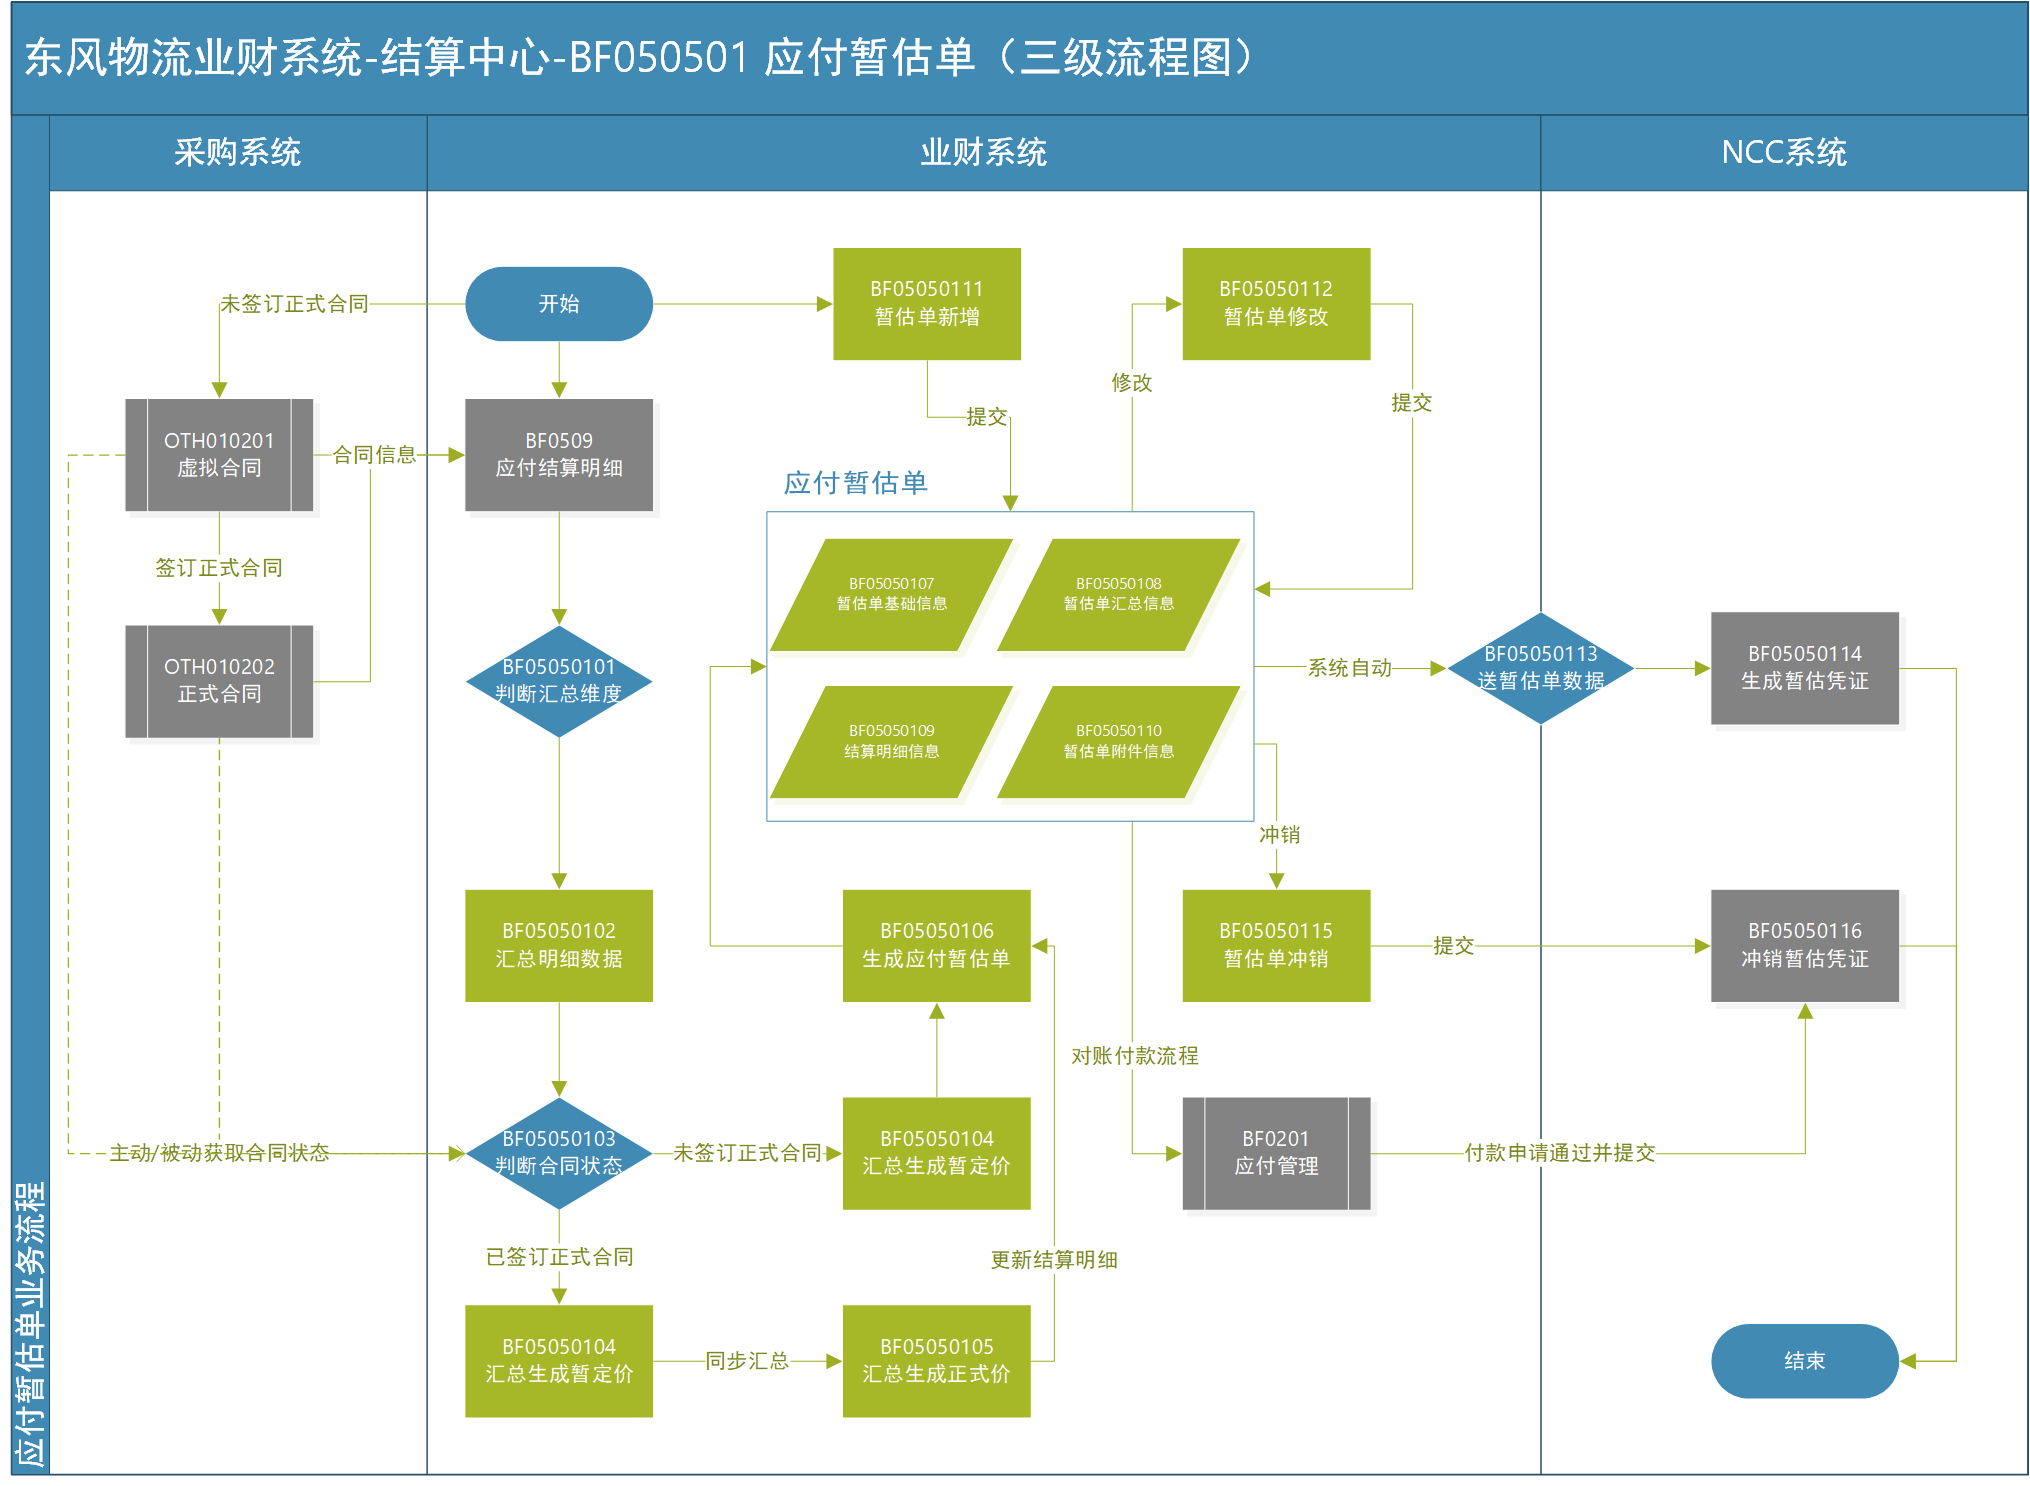 东风物流业财系统-结算中心-BF050501 应付暂估单（三级流程图）
采购系统
业财系统
NCC系统
应付暂估单业务流程
未签订正式合同
开始
BF05050111
暂估单新增
BF05050112
暂估单修改
修改
提交
提交
OTH010201
虚拟合同
合同信息
BF0509
应付结算明细
应付暂估单
签订正式合同
BF05050107
暂估单基础信息
BF05050108
暂估单汇总信息
OTH010202
正式合同
BF05050101
判断汇总维度
系统自动
BF05050113
送暂估单数据
BF05050114
生成暂估凭证
BF05050109
结算明细信息
BF05050110
暂估单附件信息
冲销
BF05050102
汇总明细数据
BF05050106
生成应付暂估单
BF05050115
暂估单冲销
提交
BF05050116
冲销暂估凭证
对账付款流程
主动/被动获取合同状态
BF05050103
判断合同状态
未签订正式合同
BF05050104
汇总生成暂定价
BF0201
应付管理
付款申请通过并提交
已签订正式合同
更新结算明细
BF05050104
汇总生成暂定价
同步汇总
BF05050105
汇总生成正式价
结束